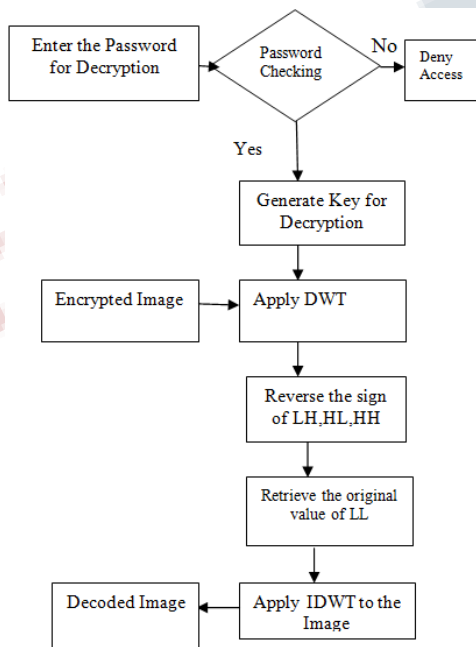 Enter the Password
for Decryption
Password
Checking
No
Deny
Access
Yes
Generate Key for
Decryption
Encrypted Image
Apply DWT
Reverse the sign
of LH,HL,HH
Retrieve the original
value of LL
Decoded Image
Apply IDWT to the
Image